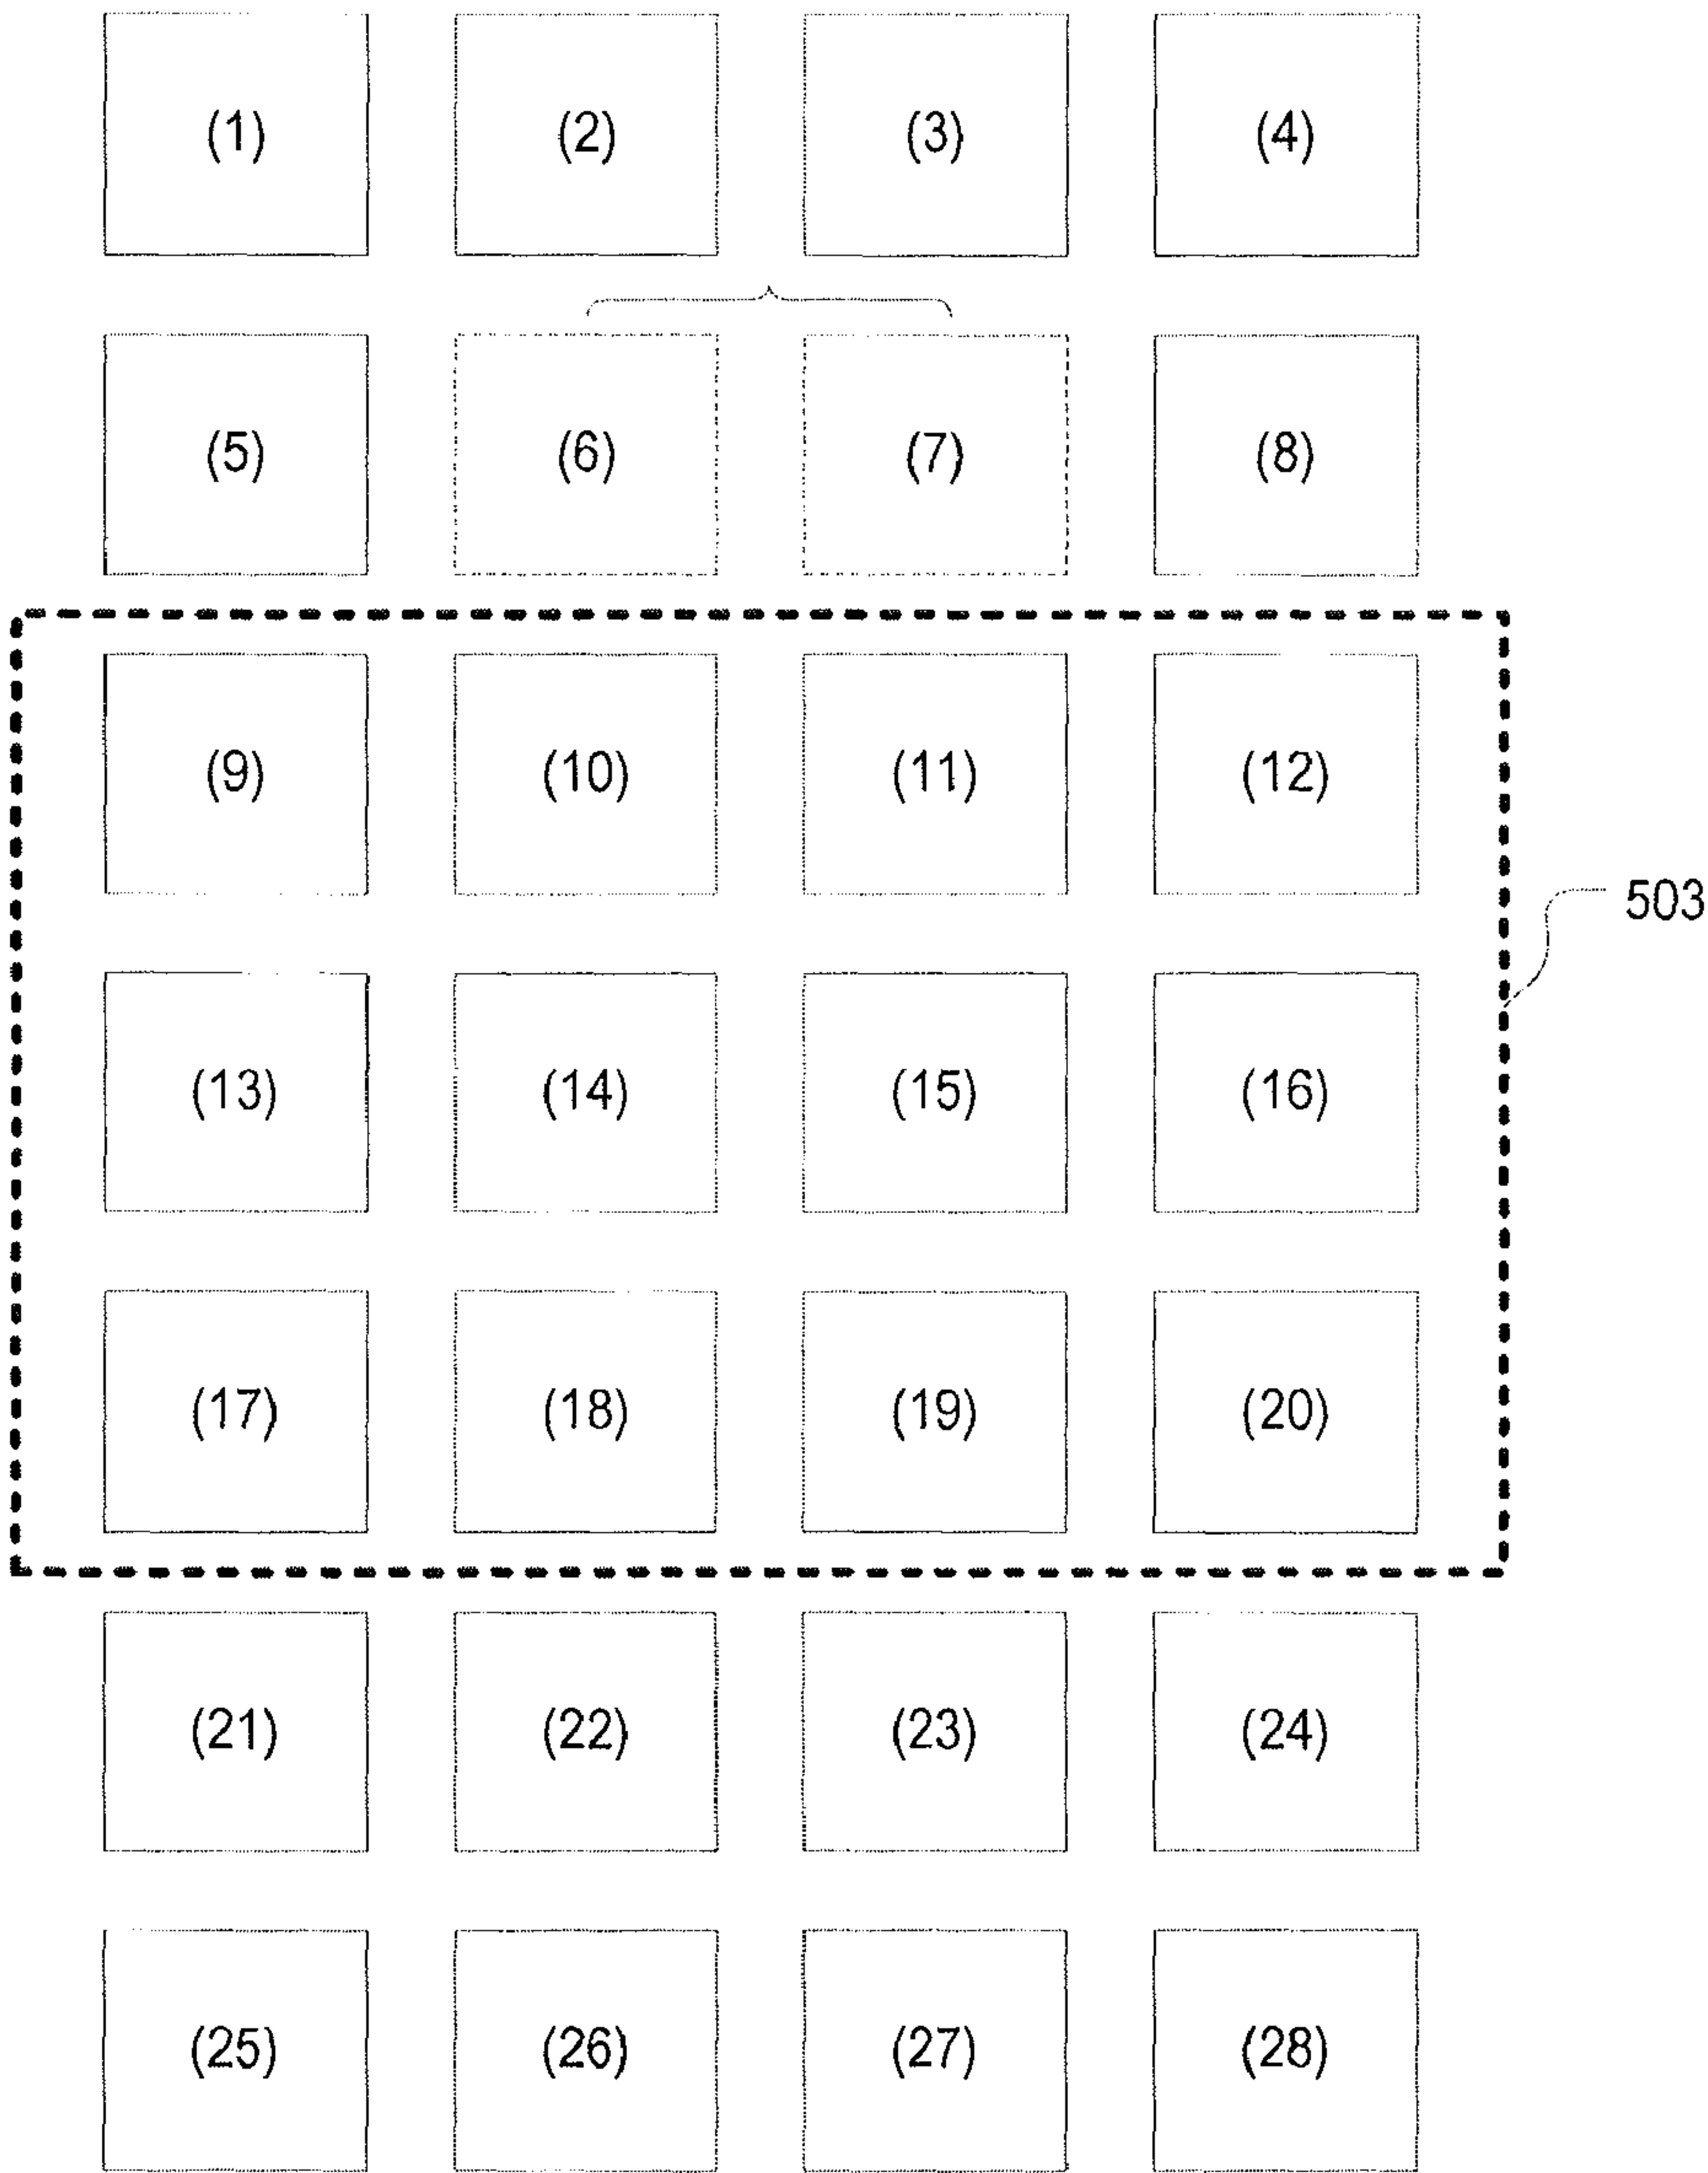 (1) (2) (3) (4)
(5) (6) (7) (8)
(9) (10) (11) (12)
503
(13) (14) (15) (16)
(17) (18) (19) (20)
(21) (22) (23) (24)
(25) (26) (27) (28)